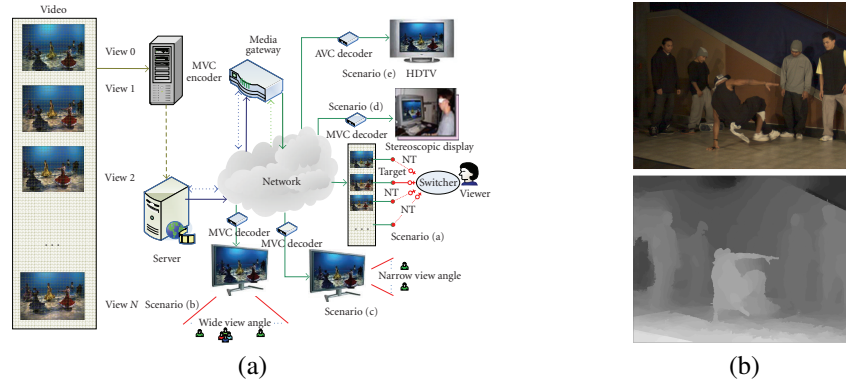 Video
View 0
View 1
View 2
...
View N
MVC
encoder
Media
gateway
AVC decoder
Scenario (e)
HDTV
Scenario (d)
MVC decoder
Stereoscopic display
NT
Target
NT
NT
Switcher
Viewer
Scenario (a)
Network
Server
MVC
decoder
MVC decoder
Scenario (b)
Wide view angle
Scenario (c)
Narrow view angle
(a)
(b)